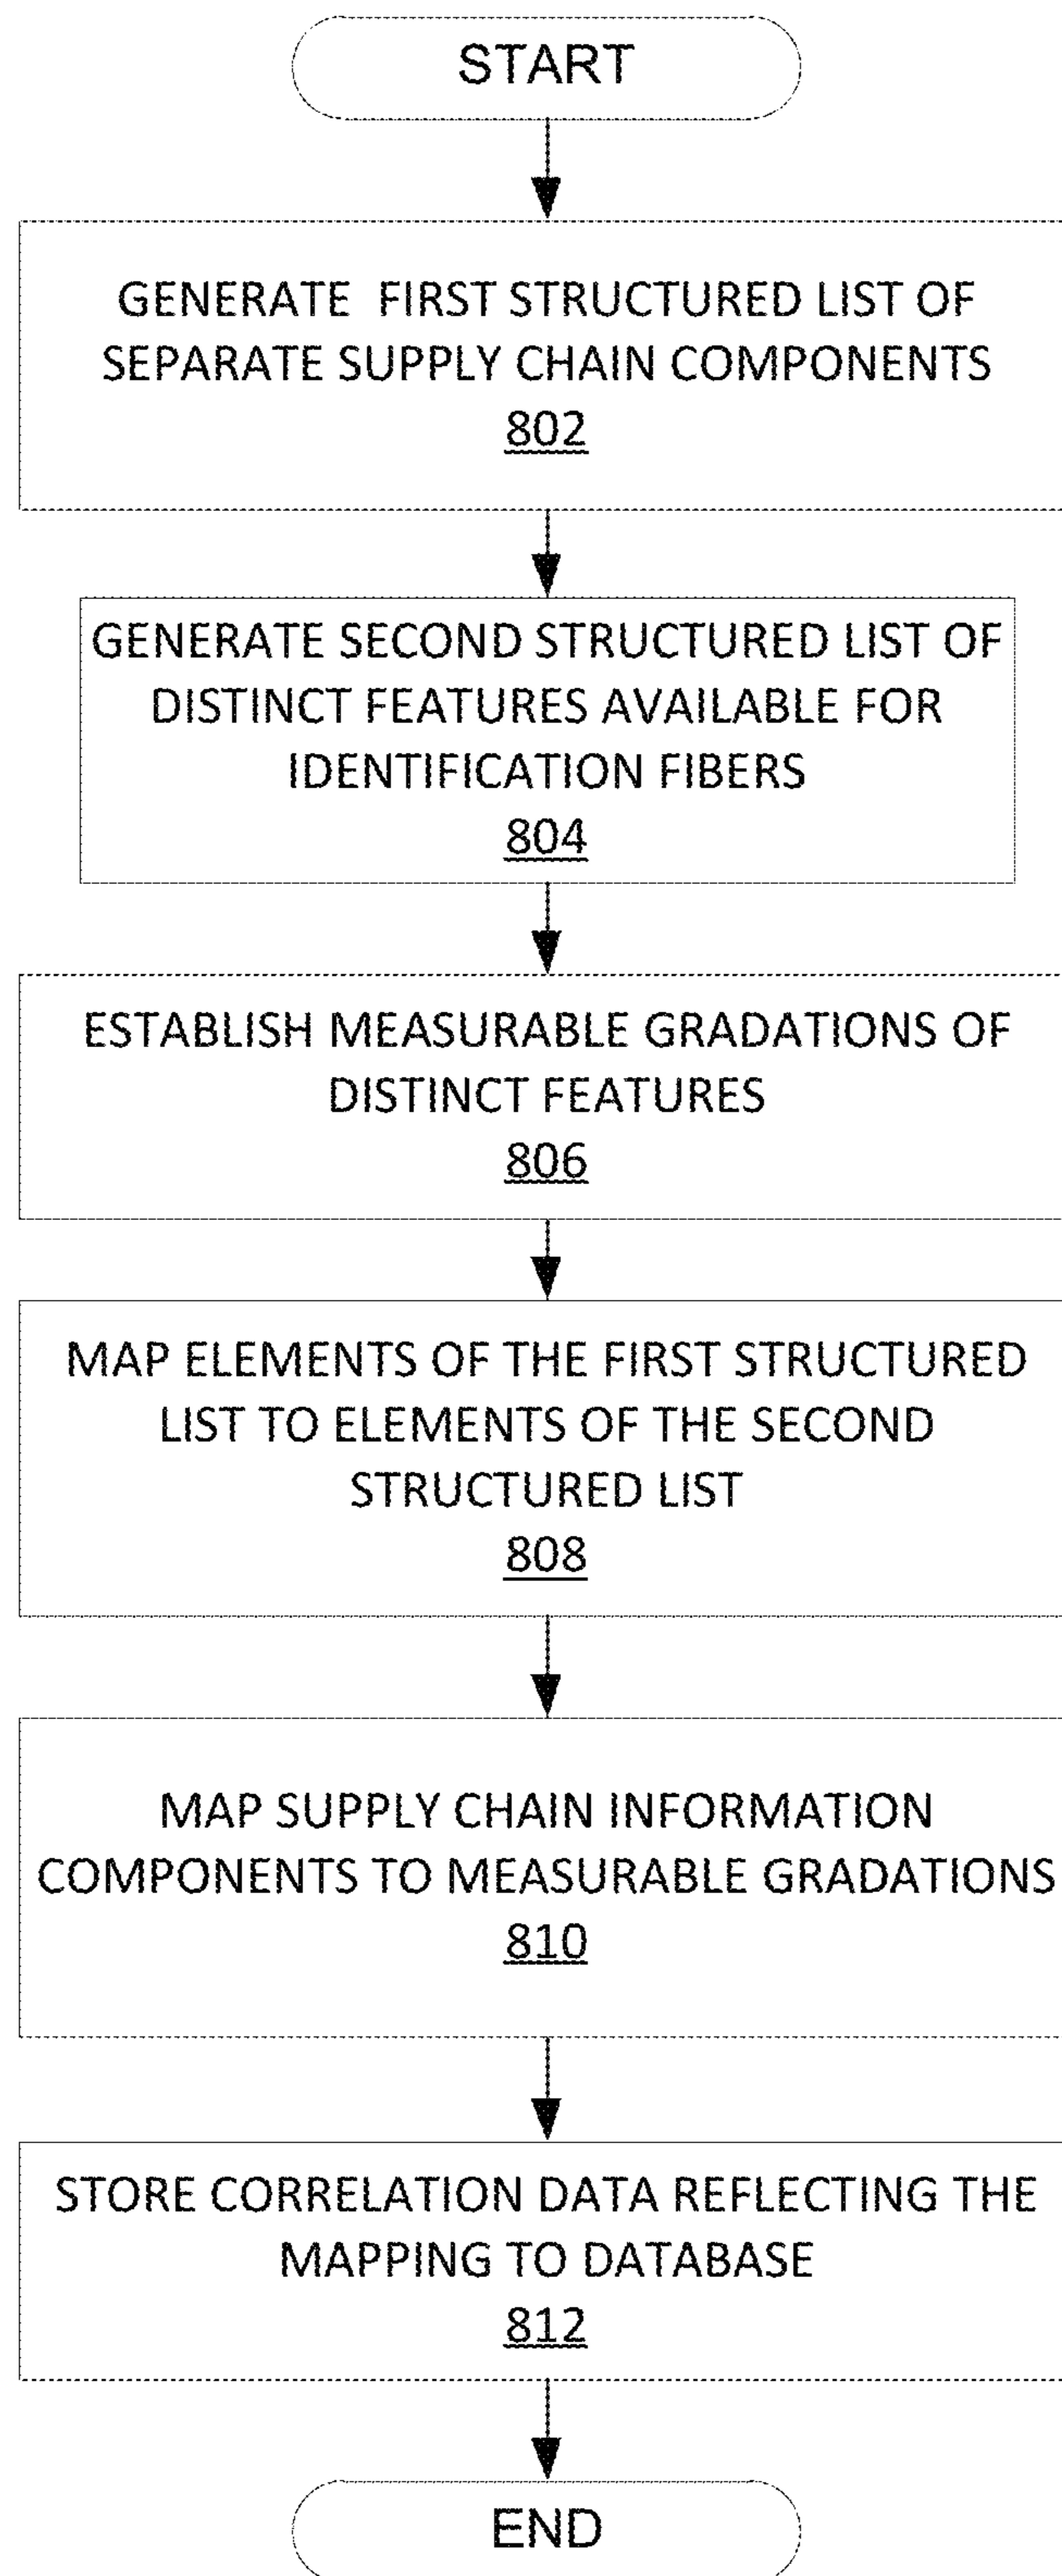 START
GENERATE FIRST STRUCTURED LIST OF
SEPARATE SUPPLY CHAIN COMPONENTS
802
GENERATE SECOND STRUCTURED LIST OF
DISTINCT FEATURES AVAILABLE FOR
IDENTIFICATION FIBERS
804
ESTABLISH MEASURABLE GRADATIONS OF
DISTINCT FEATURES
806
MAP ELEMENTS OF THE FIRST STRUCTURED
LIST TO ELEMENTS OF THE SECOND
STRUCTURED LIST
808
MAP SUPPLY CHAIN INFORMATION
COMPONENTS TO MEASURABLE GRADATIONS
810
STORE CORRELATION DATA REFLECTING THE
MAPPING TO DATABASE
812
END